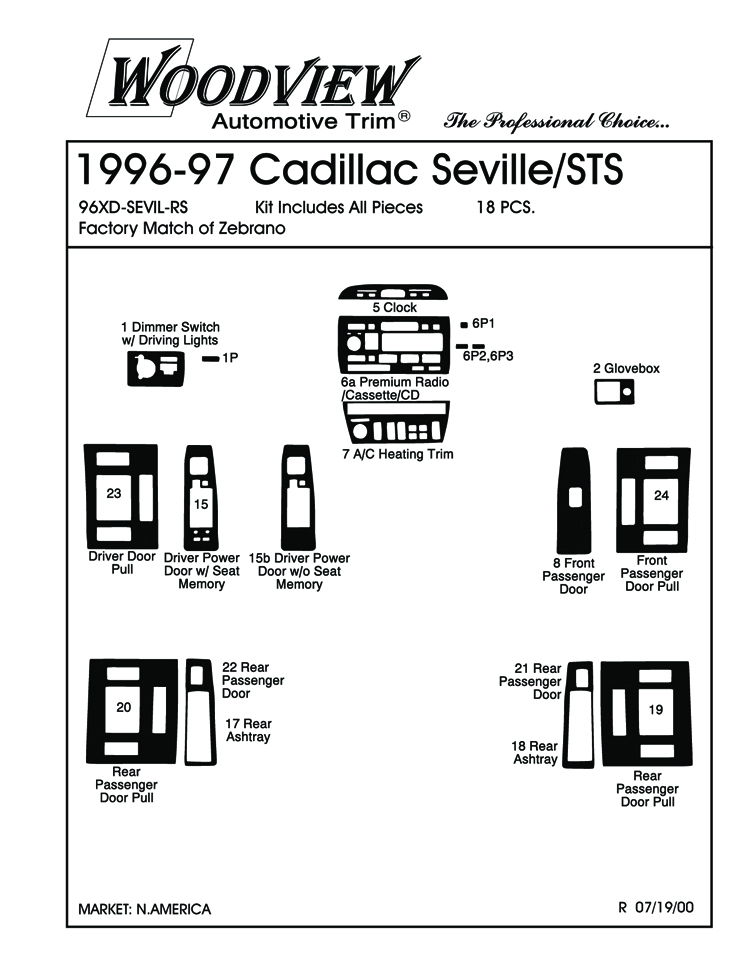 WOODVIEW
Automotive Trim®
The Professional Choice...
1996-97 Cadillac Seville/STS
96XD-SEVIL-RS Kit Includes All Pieces 18 PCS.
Factory Match of Zebrano
5 Clock
1 Dimmer Switch
w/ Driving Lights
1P
6P1
6P2,6P3
6a Premium Radio
/Cassette/CD
2 Glovebox
7 A/C Heating Trim
23
Driver Door
Pull
15
Driver Power
Door w/ Seat
Memory
15b Driver Power
Door w/o Seat
Memory
8 Front
Passenger
Door
24
Front
Passenger
Door Pull
20
Rear
Passenger
Door Pull
22 Rear
Passenger
Door
17 Rear
Ashtray
21 Rear
Passenger
Door
18 Rear
Ashtray
19
Rear
Passenger
Door Pull
MARKET: N.AMERICA
R 07/19/00